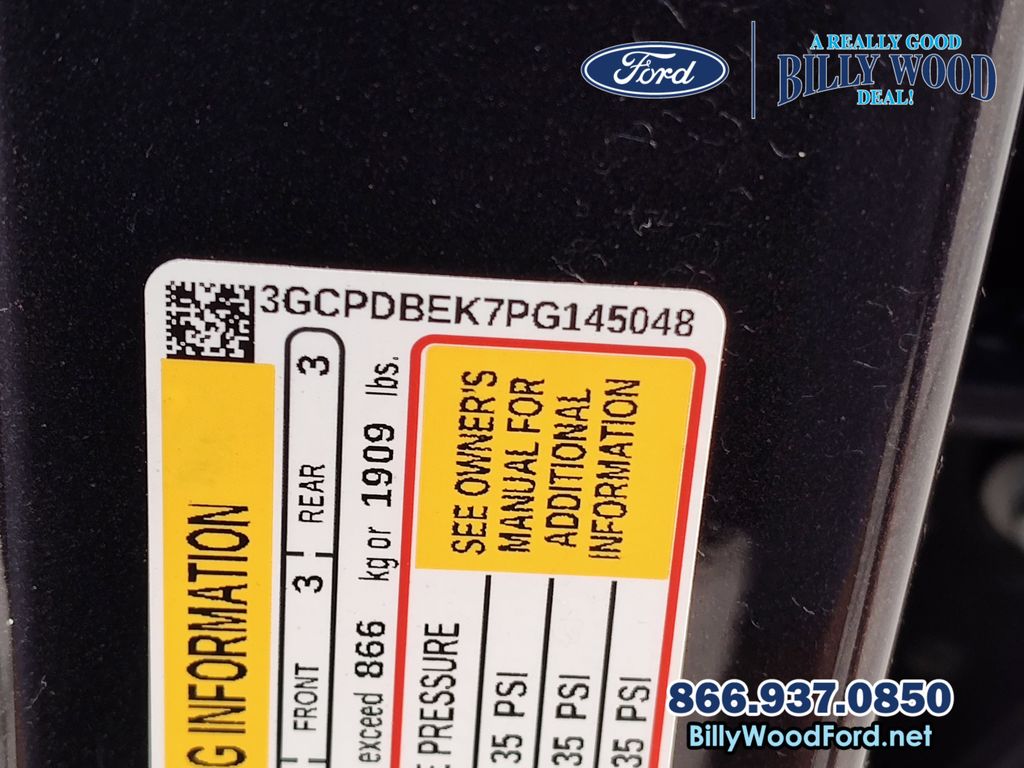 Ford
A REALLY GOOD
BILLY WOOD
DEAL!
3GCPDBEK7PG145048
G INFORMATION
FRONT 3 REAR 3
exceed 866 kg or 1909 lbs.
PRESSURE
35 PSI
35 PSI
35 PSI
SEE OWNER'S
MANUAL FOR
ADDITIONAL
INFORMATION
866.937.0850
BillyWoodFord.net